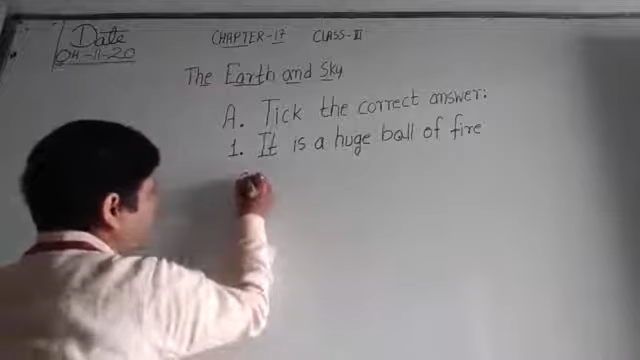 Date
04-11-20
CHAPTER-17 CLASS-III
The Earth and Sky
A. Tick the correct answer:
1. It is a huge ball of fire